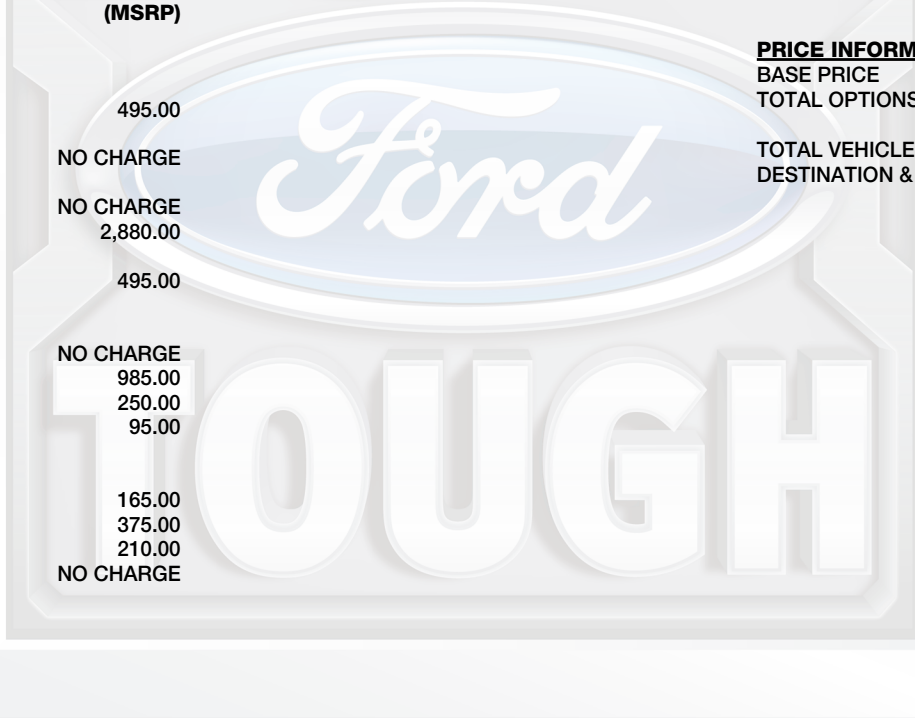 (MSRP)
495.00
NO CHARGE
NO CHARGE
2,880.00
495.00
NO CHARGE
985.00
250.00
95.00
165.00
375.00
210.00
NO CHARGE
PRICE INFORM
BASE PRICE
TOTAL OPTIONS
TOTAL VEHICLE
DESTINATION &
Ford
TOUGH